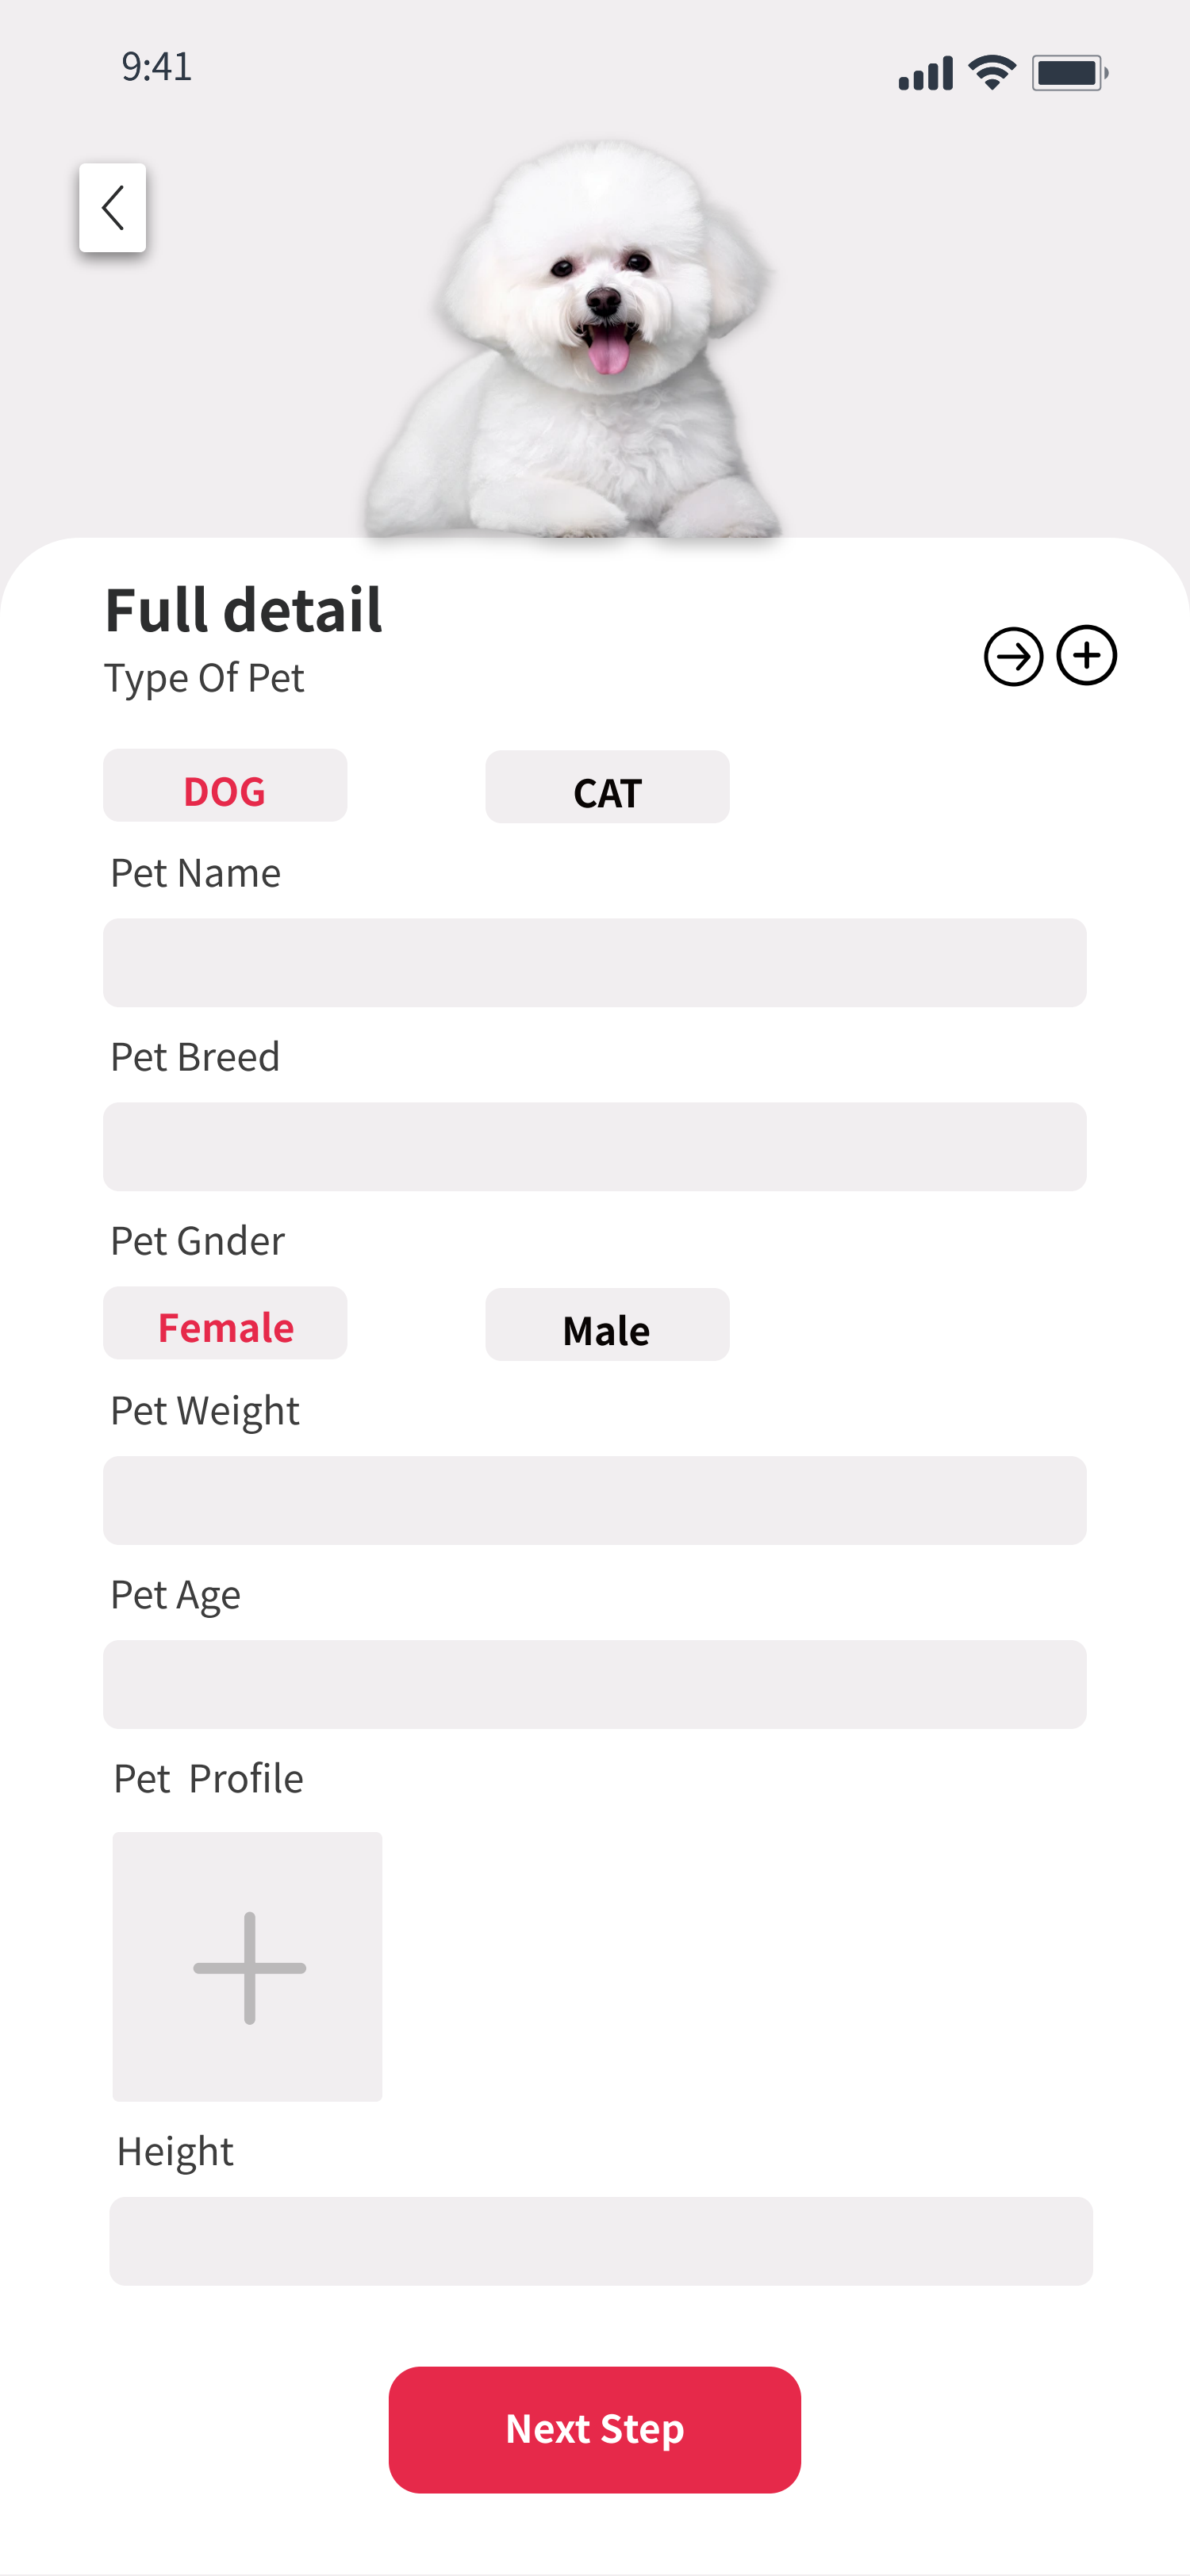 9:41
Full detail
Type Of Pet
DOG CAT
Pet Name
Pet Breed
Pet Gnder
Female Male
Pet Weight
Pet Age
Pet Profile
Height
Next Step